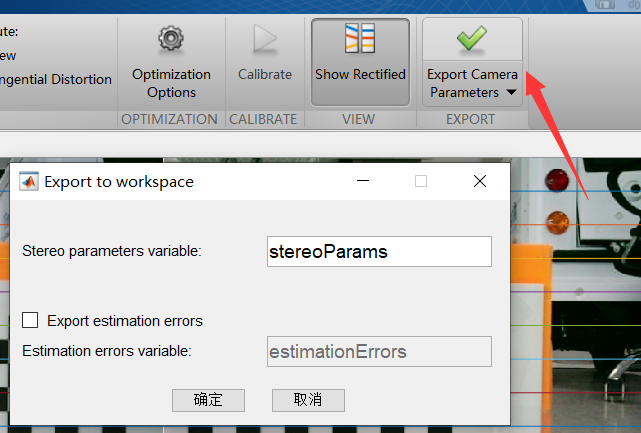 ute:
ew
ngential Distortion
Optimization
Options
Calibrate
Show Rectified
Export Camera
Parameters
OPTIMIZATION
CALIBRATE
VIEW
EXPORT
Export to workspace
Stereo parameters variable:
stereoParams
Export estimation errors
Estimation errors variable:
estimationErrors
确定
取消